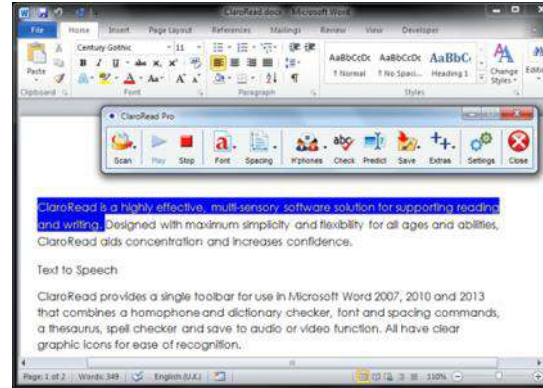 ClaroRead.docx - Microsoft Word
File Home Insert Page Layout References Mailings Review View Developer
Century Gothic 11
Paste
AaBbCcDc AaBbCcDc AaBbC
¶ Normal ¶ No Spaci... Heading 1
Change Styles
Clipboard Font Paragraph Styles
ClaroRead Pro
Scan Play Stop Font Spacing H'phones Check Predict Save Extras Settings Close
ClaroRead is a highly effective, multi-sensory software solution for supporting reading
and writing. Designed with maximum simplicity and flexibility for all ages and abilities,
ClaroRead aids concentration and increases confidence.
Text to Speech
ClaroRead provides a single toolbar for use in Microsoft Word 2007, 2010 and 2013
that combines a homophone and dictionary checker, font and spacing commands,
a thesaurus, spell checker and save to audio or video function. All have clear
graphic icons for ease of recognition.
Page: 1 of 2 Words: 349 English (U.K.) 110%